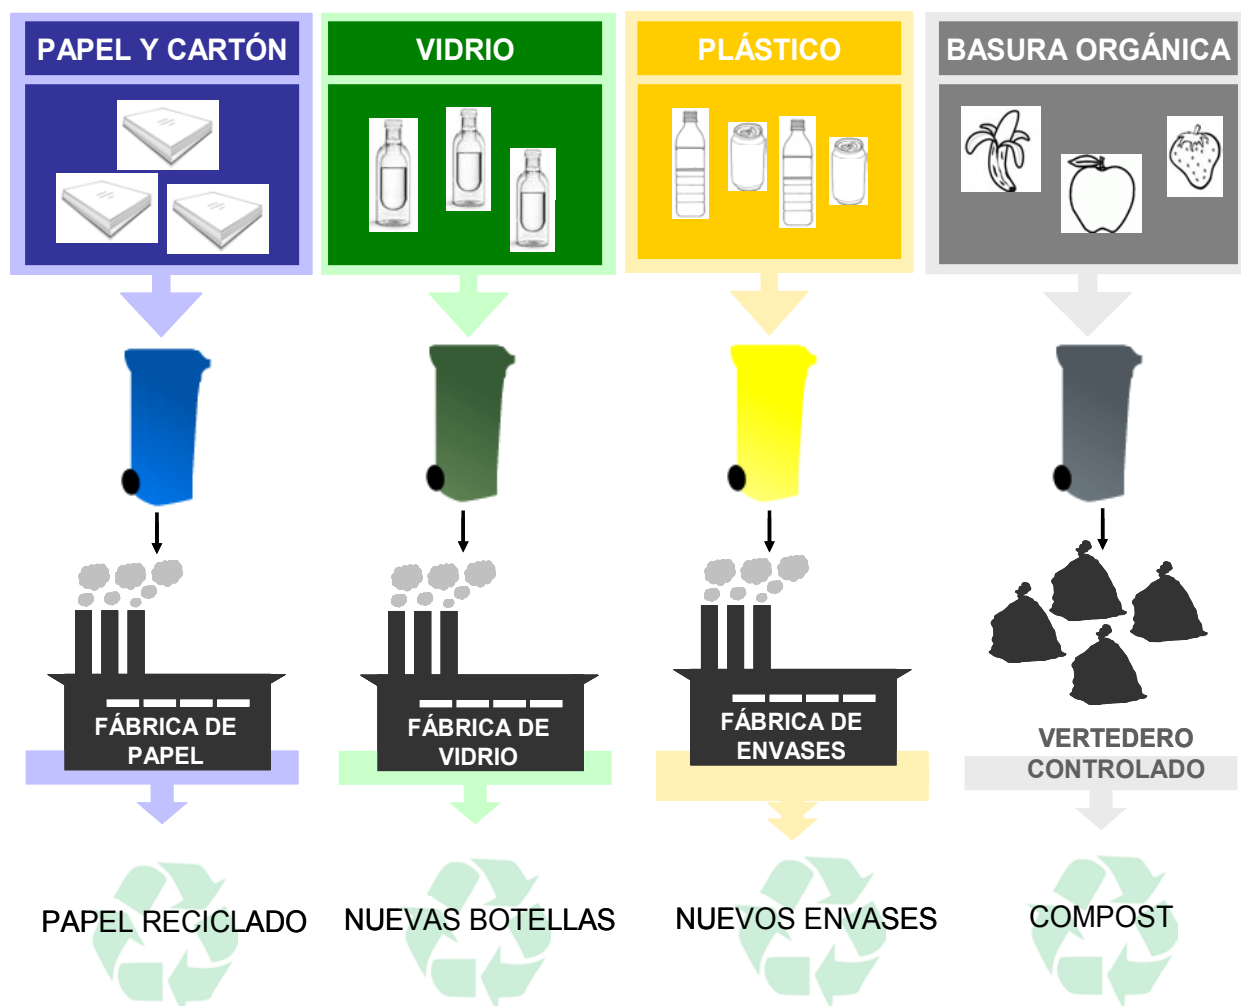 PAPEL Y CARTÓN
VIDRIO
PLÁSTICO
BASURA ORGÁNICA
FÁBRICA DE
PAPEL
FÁBRICA DE
VIDRIO
FÁBRICA DE
ENVASES
VERTEDERO
CONTROLADO
PAPEL RECICLADO
NUEVAS BOTELLAS
NUEVOS ENVASES
COMPOST